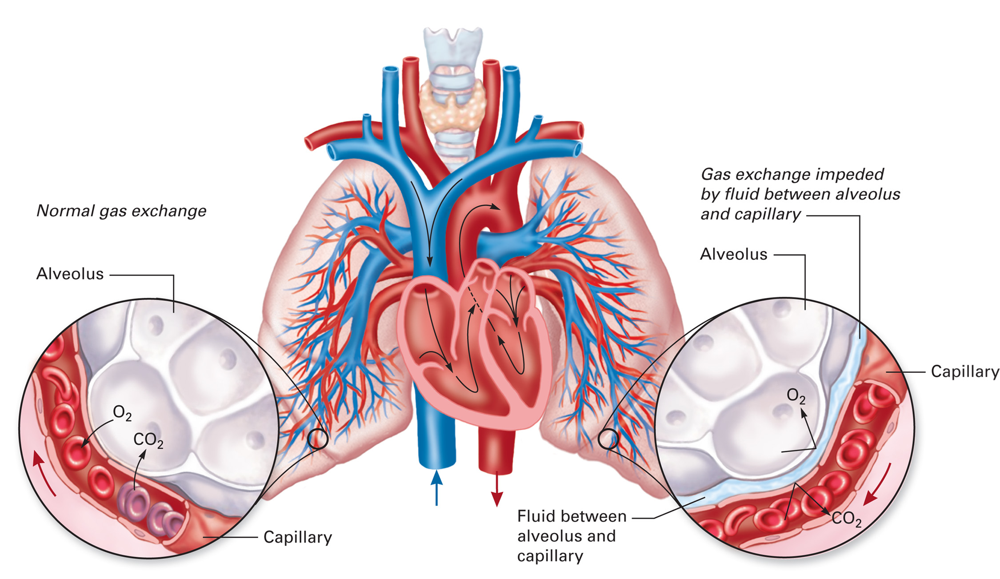 Normal gas exchange
Alveolus
O₂
CO₂
Capillary
Gas exchange impeded
by fluid between alveolus
and capillary
Alveolus
Capillary
O₂
CO₂
Fluid between
alveolus and
capillary